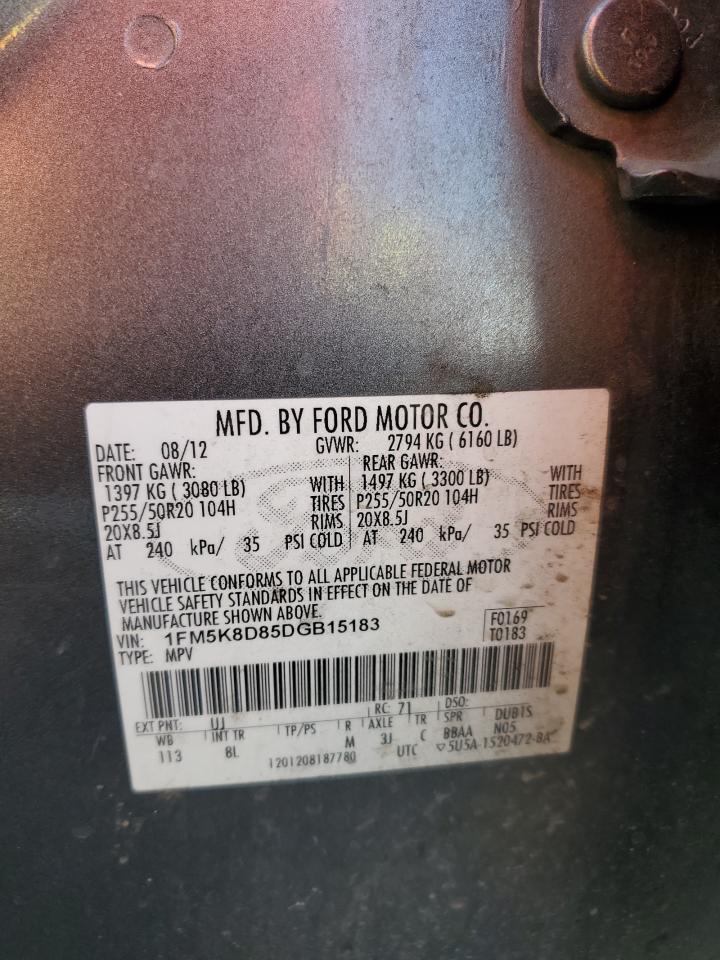 MFD. BY FORD MOTOR CO.
DATE: 08/12 GVWR: 2794 KG ( 6160 LB)
FRONT GAWR: REAR GAWR:
1397 KG ( 3080 LB) WITH 1497 KG ( 3300 LB) WITH
P255/50R20 104H TIRES P255/50R20 104H TIRES
20X8.5J RIMS 20X8.5J RIMS
AT 240 kPa/ 35 PSI COLD AT 240 kPa/ 35 PSI COLD
THIS VEHICLE CONFORMS TO ALL APPLICABLE FEDERAL MOTOR
VEHICLE SAFETY STANDARDS IN EFFECT ON THE DATE OF
MANUFACTURE SHOWN ABOVE.
VIN: 1FM5K8D85DGB15183 F0169
TYPE: MPV T0183
EXT PNT: UJ RC: 71 DSO:
WB INT TR TP/PS R AXLE TR SPR DUB1S
113 8L M 3J C BBAA N05
1201208187780 UTC ▽5U5A-1520472-BA